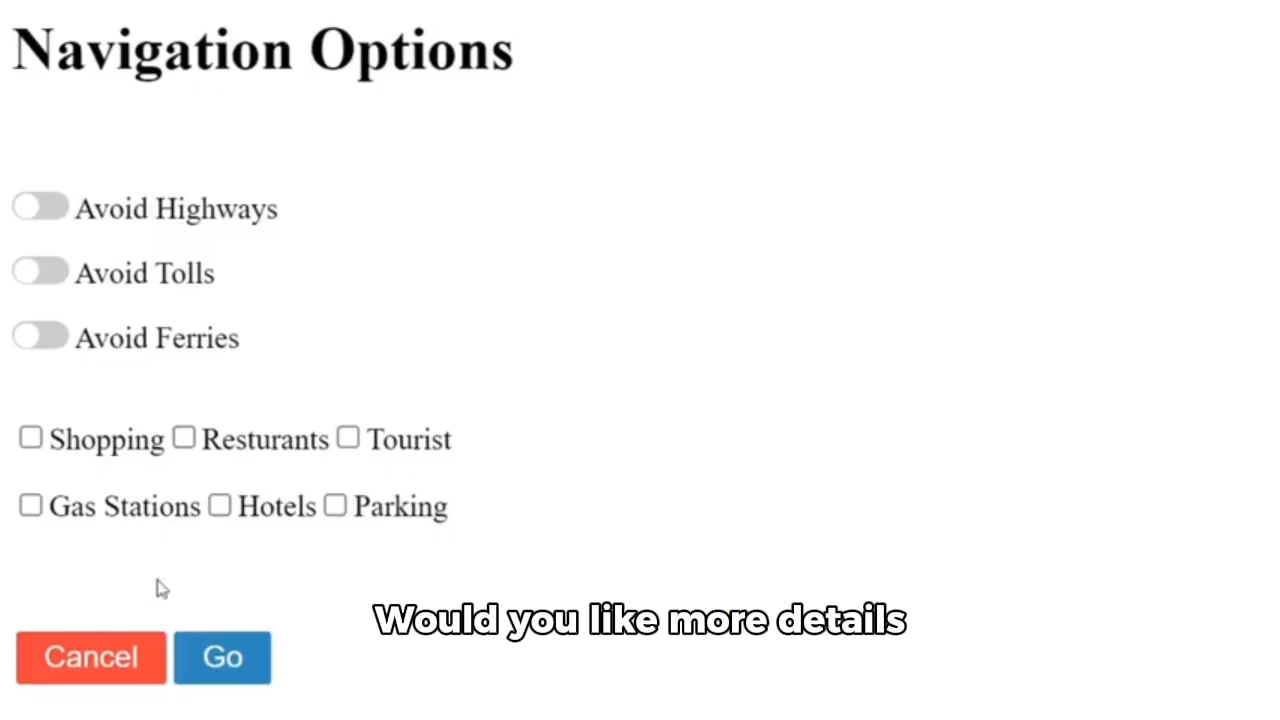 Navigation Options
Avoid Highways
Avoid Tolls
Avoid Ferries
Shopping Resturants Tourist
Gas Stations Hotels Parking
Would you like more details
Cancel Go